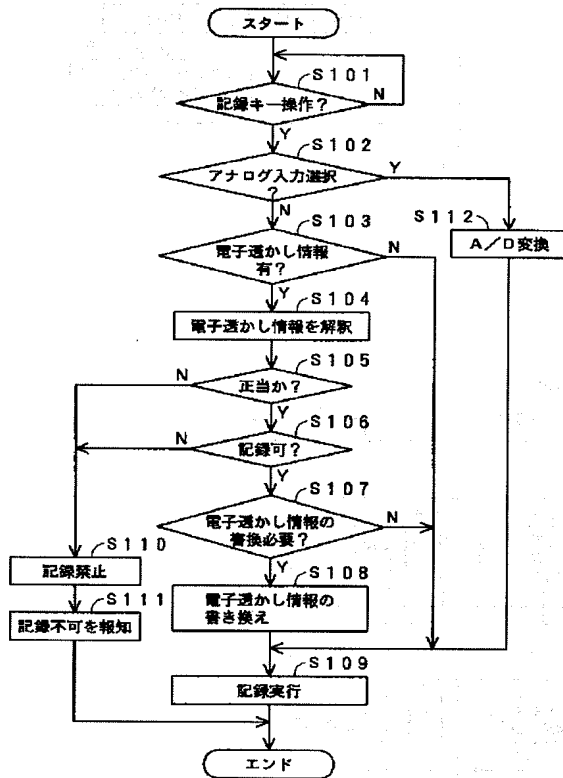 スタート
S101
記録キー操作?
N
Y
S102
アナログ入力選択
?
Y
N
S103
S112
電子透かし情報
有?
N
A/D変換
Y
S104
電子透かし情報を解釈
S105
N
正当か?
Y
S106
N
記録可?
Y
S107
電子透かし情報の
書換必要?
N
S110
Y
S108
記録禁止
電子透かし情報の
書き換え
S111
記録不可を報知
S109
記録実行
エンド